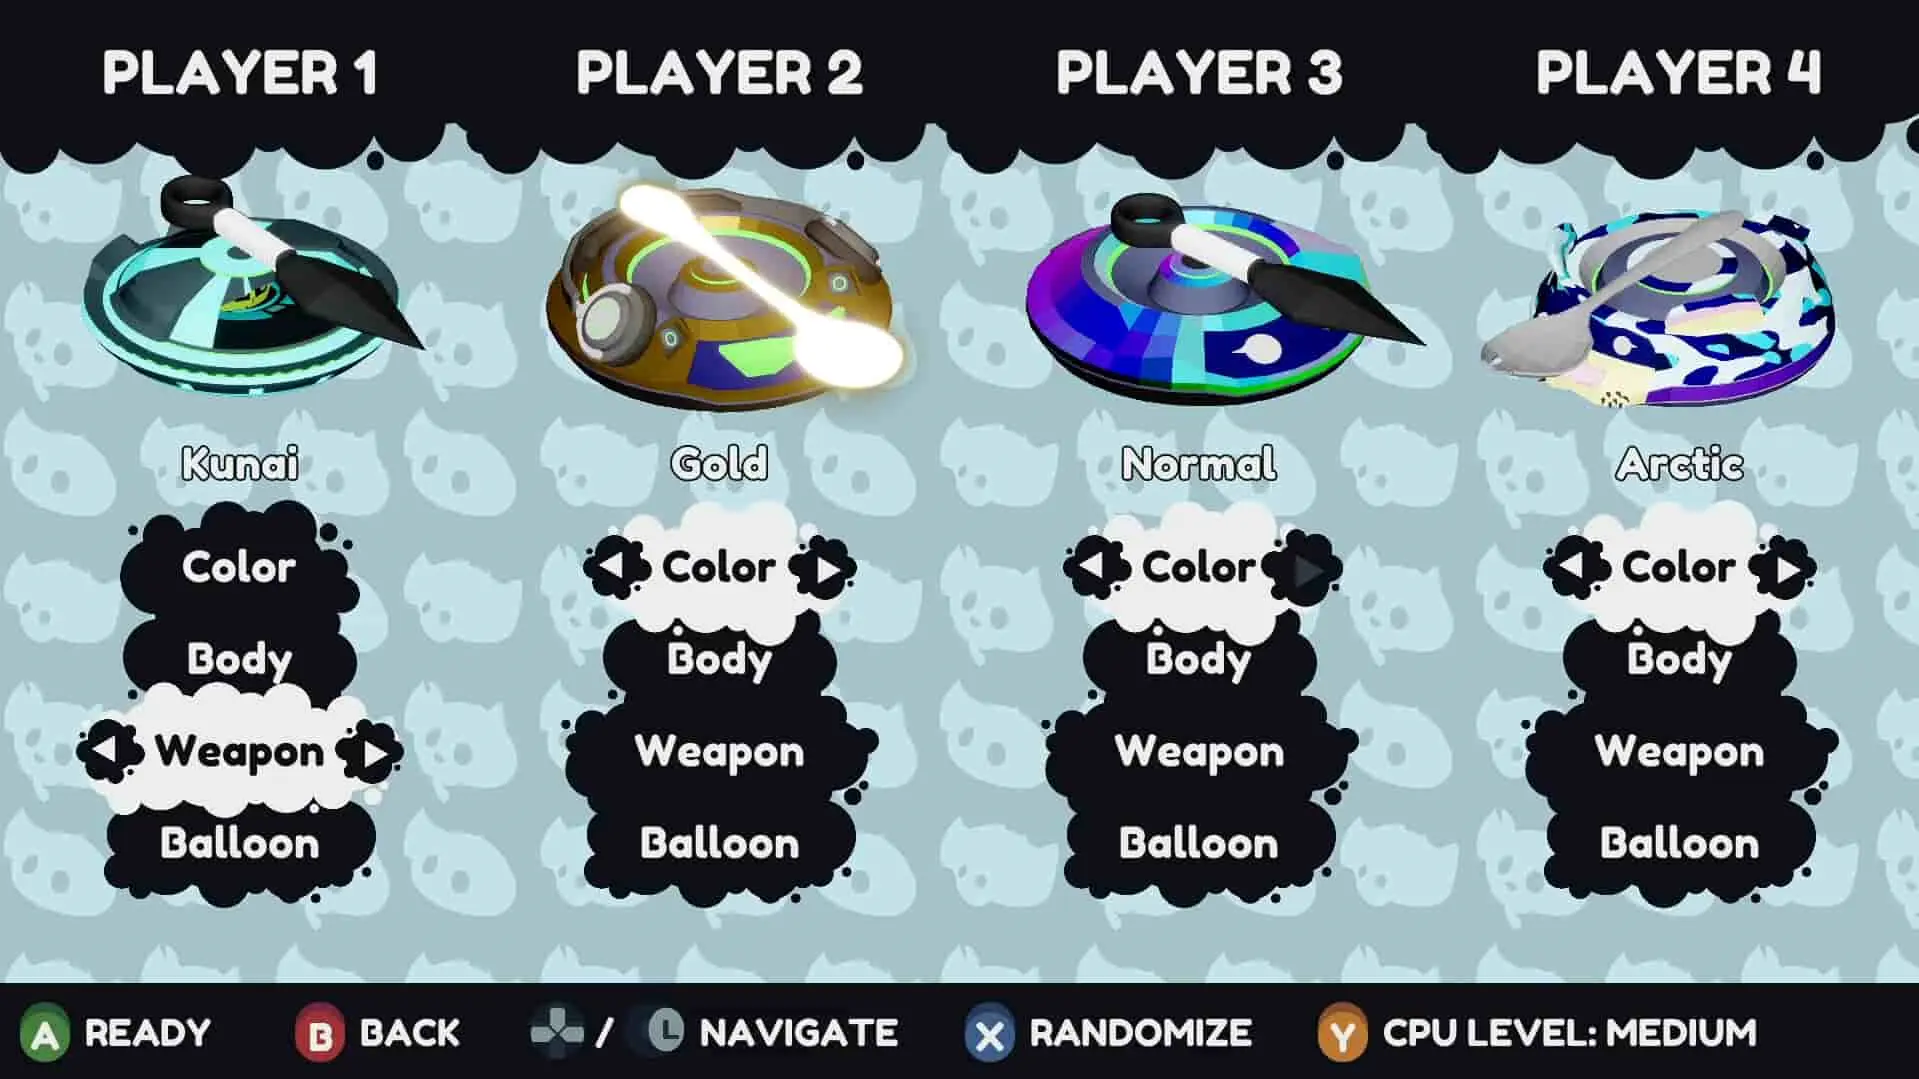 PLAYER 1
PLAYER 2
PLAYER 3
PLAYER 4
Kunai
Gold
Normal
Arctic
Color
Color
Color
Color
Body
Body
Body
Body
Weapon
Weapon
Weapon
Weapon
Balloon
Balloon
Balloon
Balloon
A READY B BACK / L NAVIGATE X RANDOMIZE Y CPU LEVEL: MEDIUM